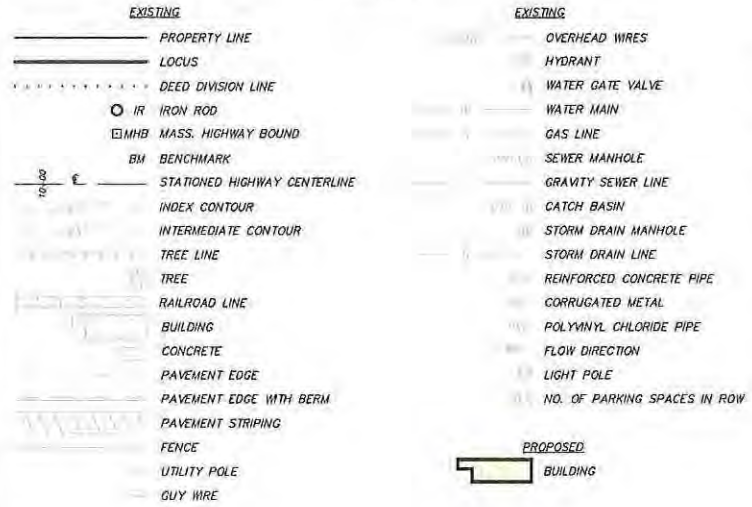 EXISTING
PROPERTY LINE
LOCUS
DEED DIVISION LINE
IR IRON ROD
MHB MASS. HIGHWAY BOUND
BM BENCHMARK
10+00 STATIONED HIGHWAY CENTERLINE
INDEX CONTOUR
INTERMEDIATE CONTOUR
TREE LINE
TREE
RAILROAD LINE
BUILDING
CONCRETE
PAVEMENT EDGE
PAVEMENT EDGE WITH BERM
PAVEMENT STRIPING
FENCE
UTILITY POLE
GUY WIRE
EXISTING
OVERHEAD WIRES
HYDRANT
WATER GATE VALVE
WATER MAIN
GAS LINE
SEWER MANHOLE
GRAVITY SEWER LINE
CATCH BASIN
STORM DRAIN MANHOLE
STORM DRAIN LINE
REINFORCED CONCRETE PIPE
CORRUGATED METAL
POLYVINYL CHLORIDE PIPE
FLOW DIRECTION
LIGHT POLE
NO. OF PARKING SPACES IN ROW
PROPOSED
BUILDING